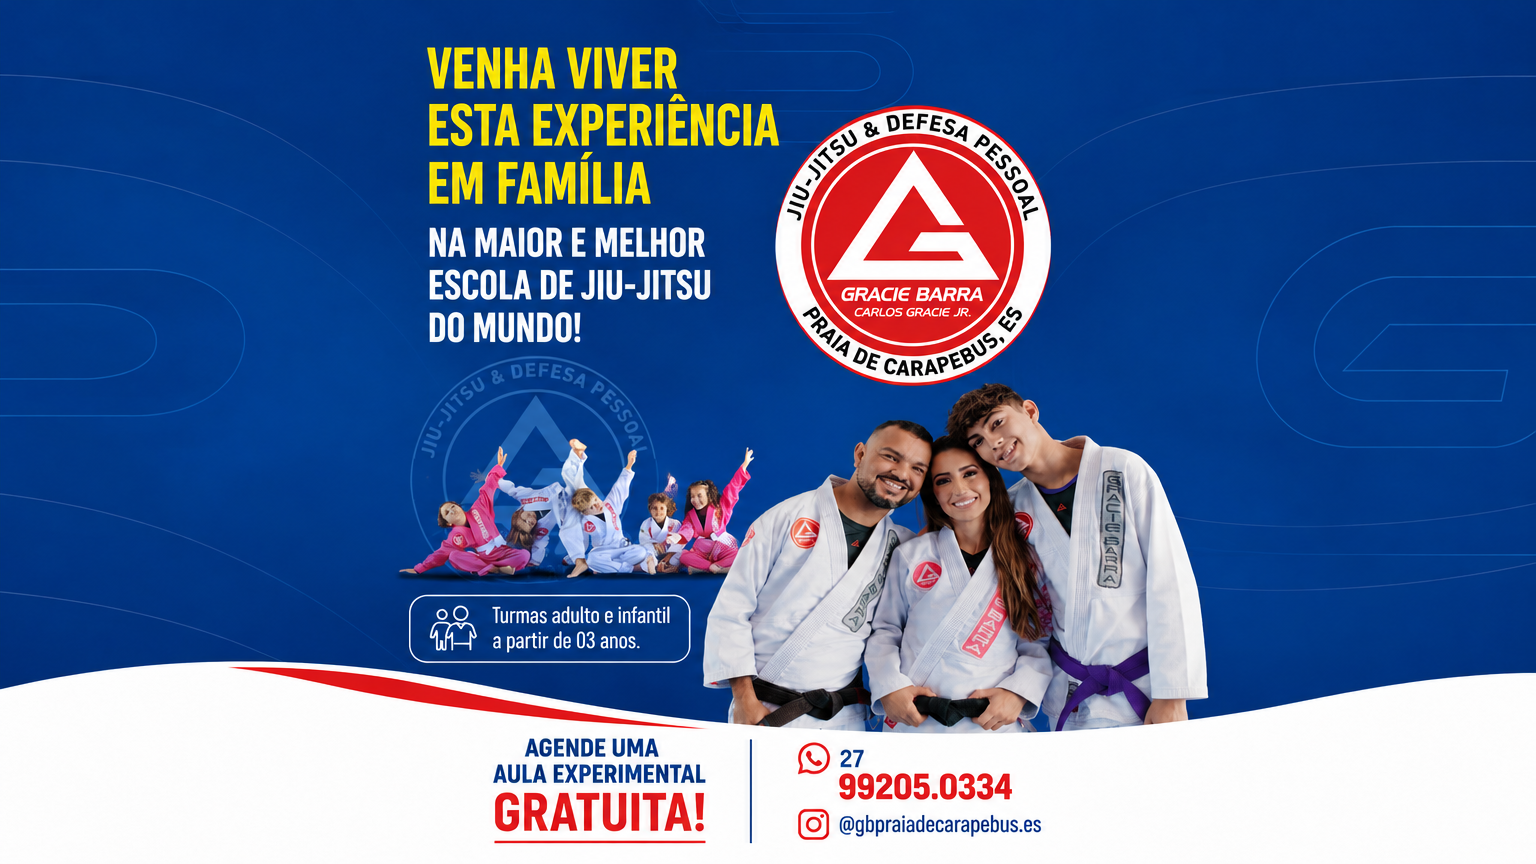 VENHA VIVER
ESTA EXPERIÊNCIA
EM FAMÍLIA
NA MAIOR E MELHOR
ESCOLA DE JIU-JITSU
DO MUNDO!
JIU-JITSU & DEFESA PESSOAL
GRACIE BARRA
CARLOS GRACIE JR.
PRAIA DE CARAPEBUS, ES
JIU-JITSU & DEFESA PESSOAL
GRACIE BARRA
Turmas adulto e infantil
a partir de 03 anos.
AGENDE UMA
AULA EXPERIMENTAL
GRATUITA!
27
99205.0334
@gbpraiadecarapebus.es